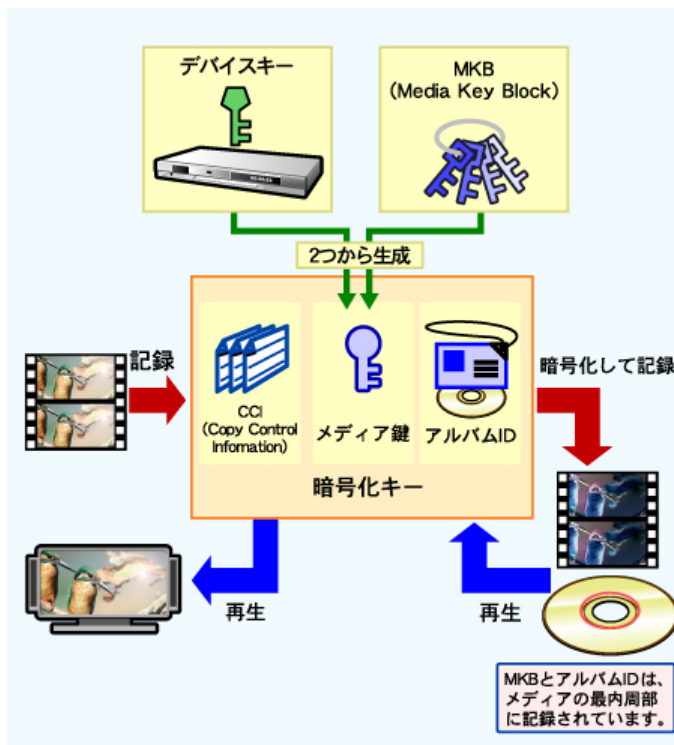 デバイスキー
MKB
(Media Key Block)
2つから生成
記録
CCI
(Copy Control
Infomation)
メディア鍵
アルバムID
暗号化キー
暗号化して記録
再生
再生
MKBとアルバムIDは、
メディアの最内周部
に記録されています。